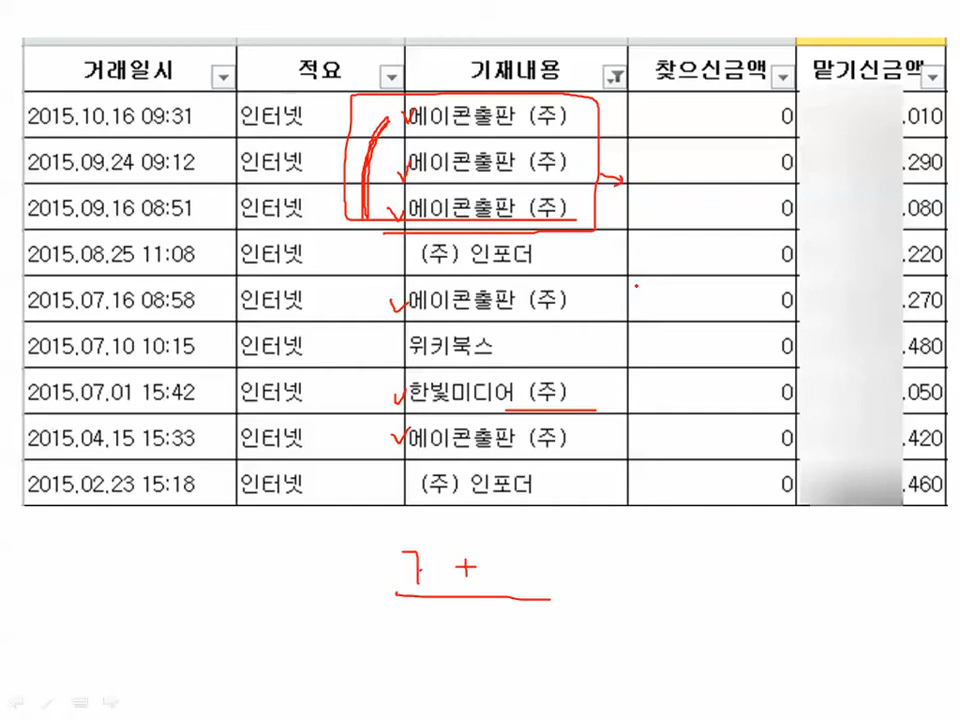 거래일시 적요 기재내용 찾으신금액 맡기신금액
2015.10.16 09:31 인터넷 에이콘출판 (주) 0 .010
2015.09.24 09:12 인터넷 에이콘출판 (주) 0 .290
2015.09.16 08:51 인터넷 에이콘출판 (주) 0 .080
2015.08.25 11:08 인터넷 (주) 인포더 0 .220
2015.07.16 08:58 인터넷 에이콘출판 (주) 0 .270
2015.07.10 10:15 인터넷 위키북스 0 .480
2015.07.01 15:42 인터넷 한빛미디어 (주) 0 .050
2015.04.15 15:33 인터넷 에이콘출판 (주) 0 .420
2015.02.23 15:18 인터넷 (주) 인포더 0 .460
7 +